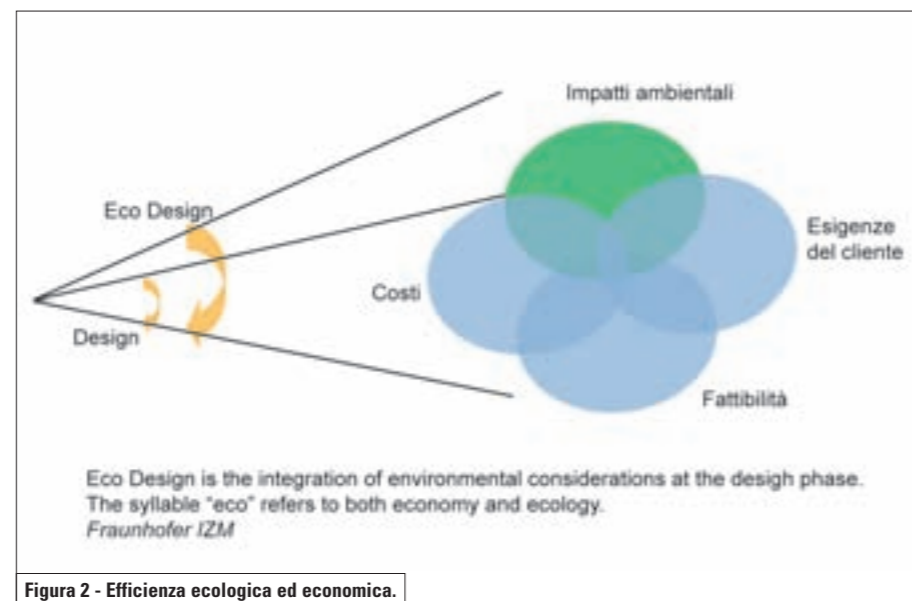 Impatti ambientali
Eco Design
Esigenze
del cliente
Costi
Design
Fattibilità
Eco Design is the integration of environmental considerations at the desigh phase.
The syllable “eco” refers to both economy and ecology.
Fraunhofer IZM
Figura 2 - Efficienza ecologica ed economica.